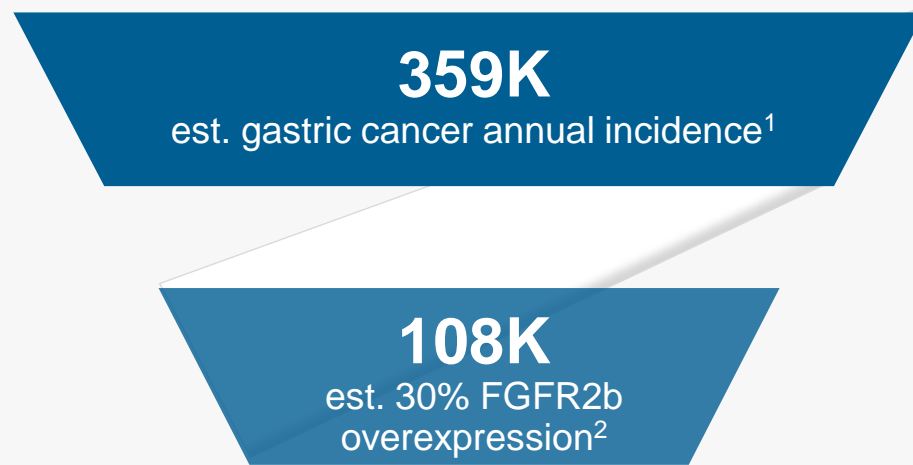 359K
est. gastric cancer annual incidence¹
108K
est. 30% FGFR2b
overexpression²